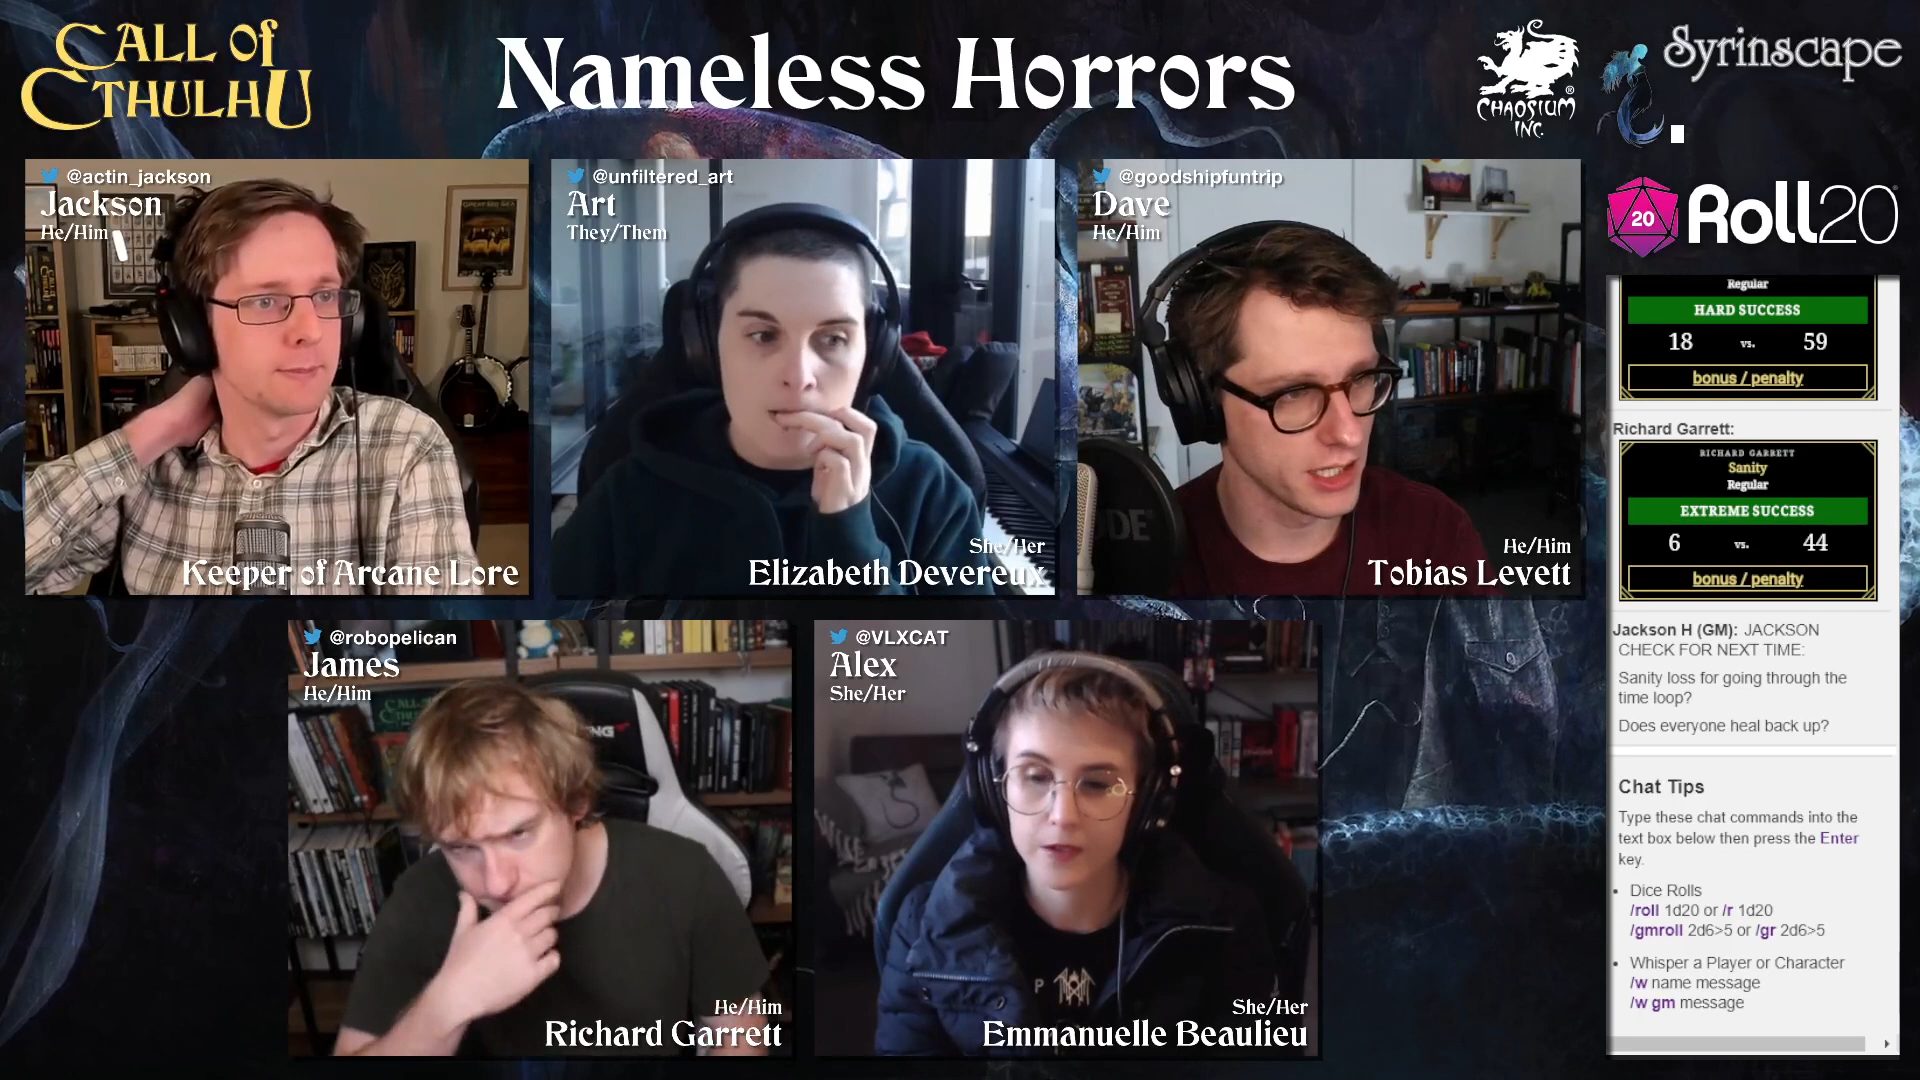 CALL of
CTHULHU
Nameless Horrors
CHAOSIUM
INC.
Syrinscape
20
Roll20
@actin_jackson
Jackson
He/Him
Keeper of Arcane Lore
@unfiltered_art
Art
They/Them
She/Her
Elizabeth Devereux
@goodshipfuntrip
Dave
He/Him
He/Him
Tobias Levett
@robopelican
James
He/Him
He/Him
Richard Garrett
@VLXCAT
Alex
She/Her
She/Her
Emmanuelle Beaulieu
Regular
HARD SUCCESS
18 vs. 59
bonus / penalty
Richard Garrett:
RICHARD GARRETT
Sanity
Regular
EXTREME SUCCESS
6 vs. 44
bonus / penalty
Jackson H (GM): JACKSON
CHECK FOR NEXT TIME:
Sanity loss for going through the
time loop?
Does everyone heal back up?
Chat Tips
Type these chat commands into the
text box below then press the Enter
key.
Dice Rolls
/roll 1d20 or /r 1d20
/gmroll 2d6>5 or /gr 2d6>5
Whisper a Player or Character
/w name message
/w gm message